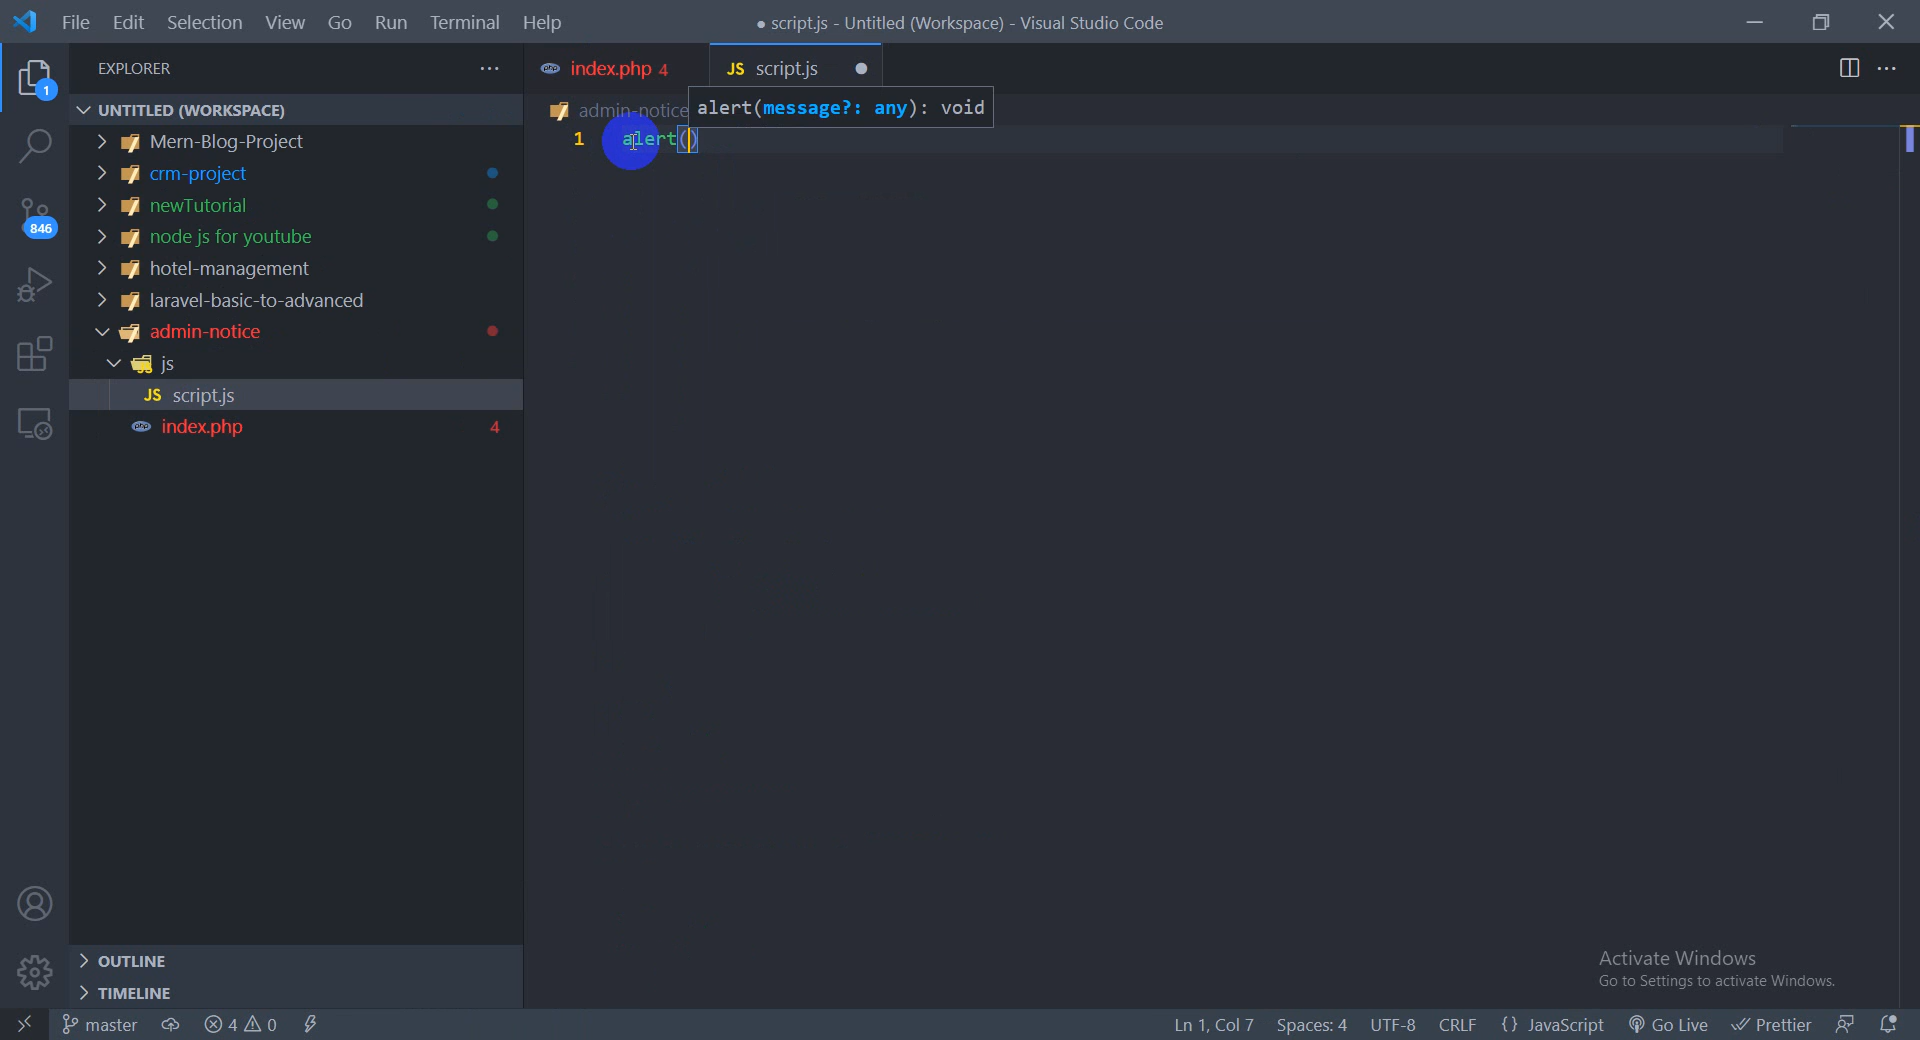 File Edit Selection View Go Run Terminal Help
● script.js - Untitled (Workspace) - Visual Studio Code
EXPLORER
1
UNTITLED (WORKSPACE)
Mern-Blog-Project
crm-project
newTutorial
846
node js for youtube
hotel-management
laravel-basic-to-advanced
admin-notice
js
JS script.js
php index.php 4
php index.php 4
JS script.js
admin-notice
alert(message?: any): void
1 alert()
OUTLINE
TIMELINE
Activate Windows
Go to Settings to activate Windows.
master 4 0
Ln 1, Col 7 Spaces: 4 UTF-8 CRLF {} JavaScript Go Live Prettier